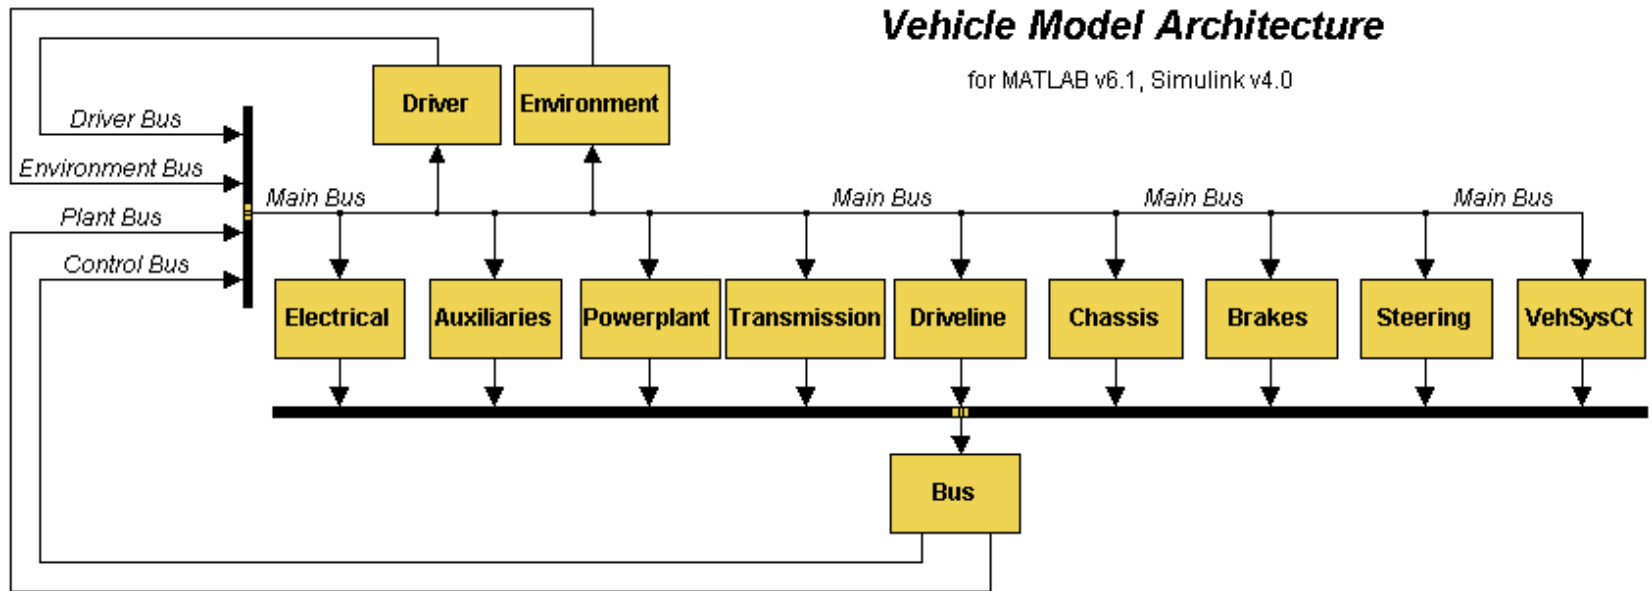 Vehicle Model Architecture
for MATLAB v6.1, Simulink v4.0
Driver
Environment
Driver Bus
Environment Bus
Plant Bus
Control Bus
Main Bus
Main Bus
Main Bus
Main Bus
Electrical
Auxiliaries
Powerplant
Transmission
Driveline
Chassis
Brakes
Steering
VehSysCt
Bus